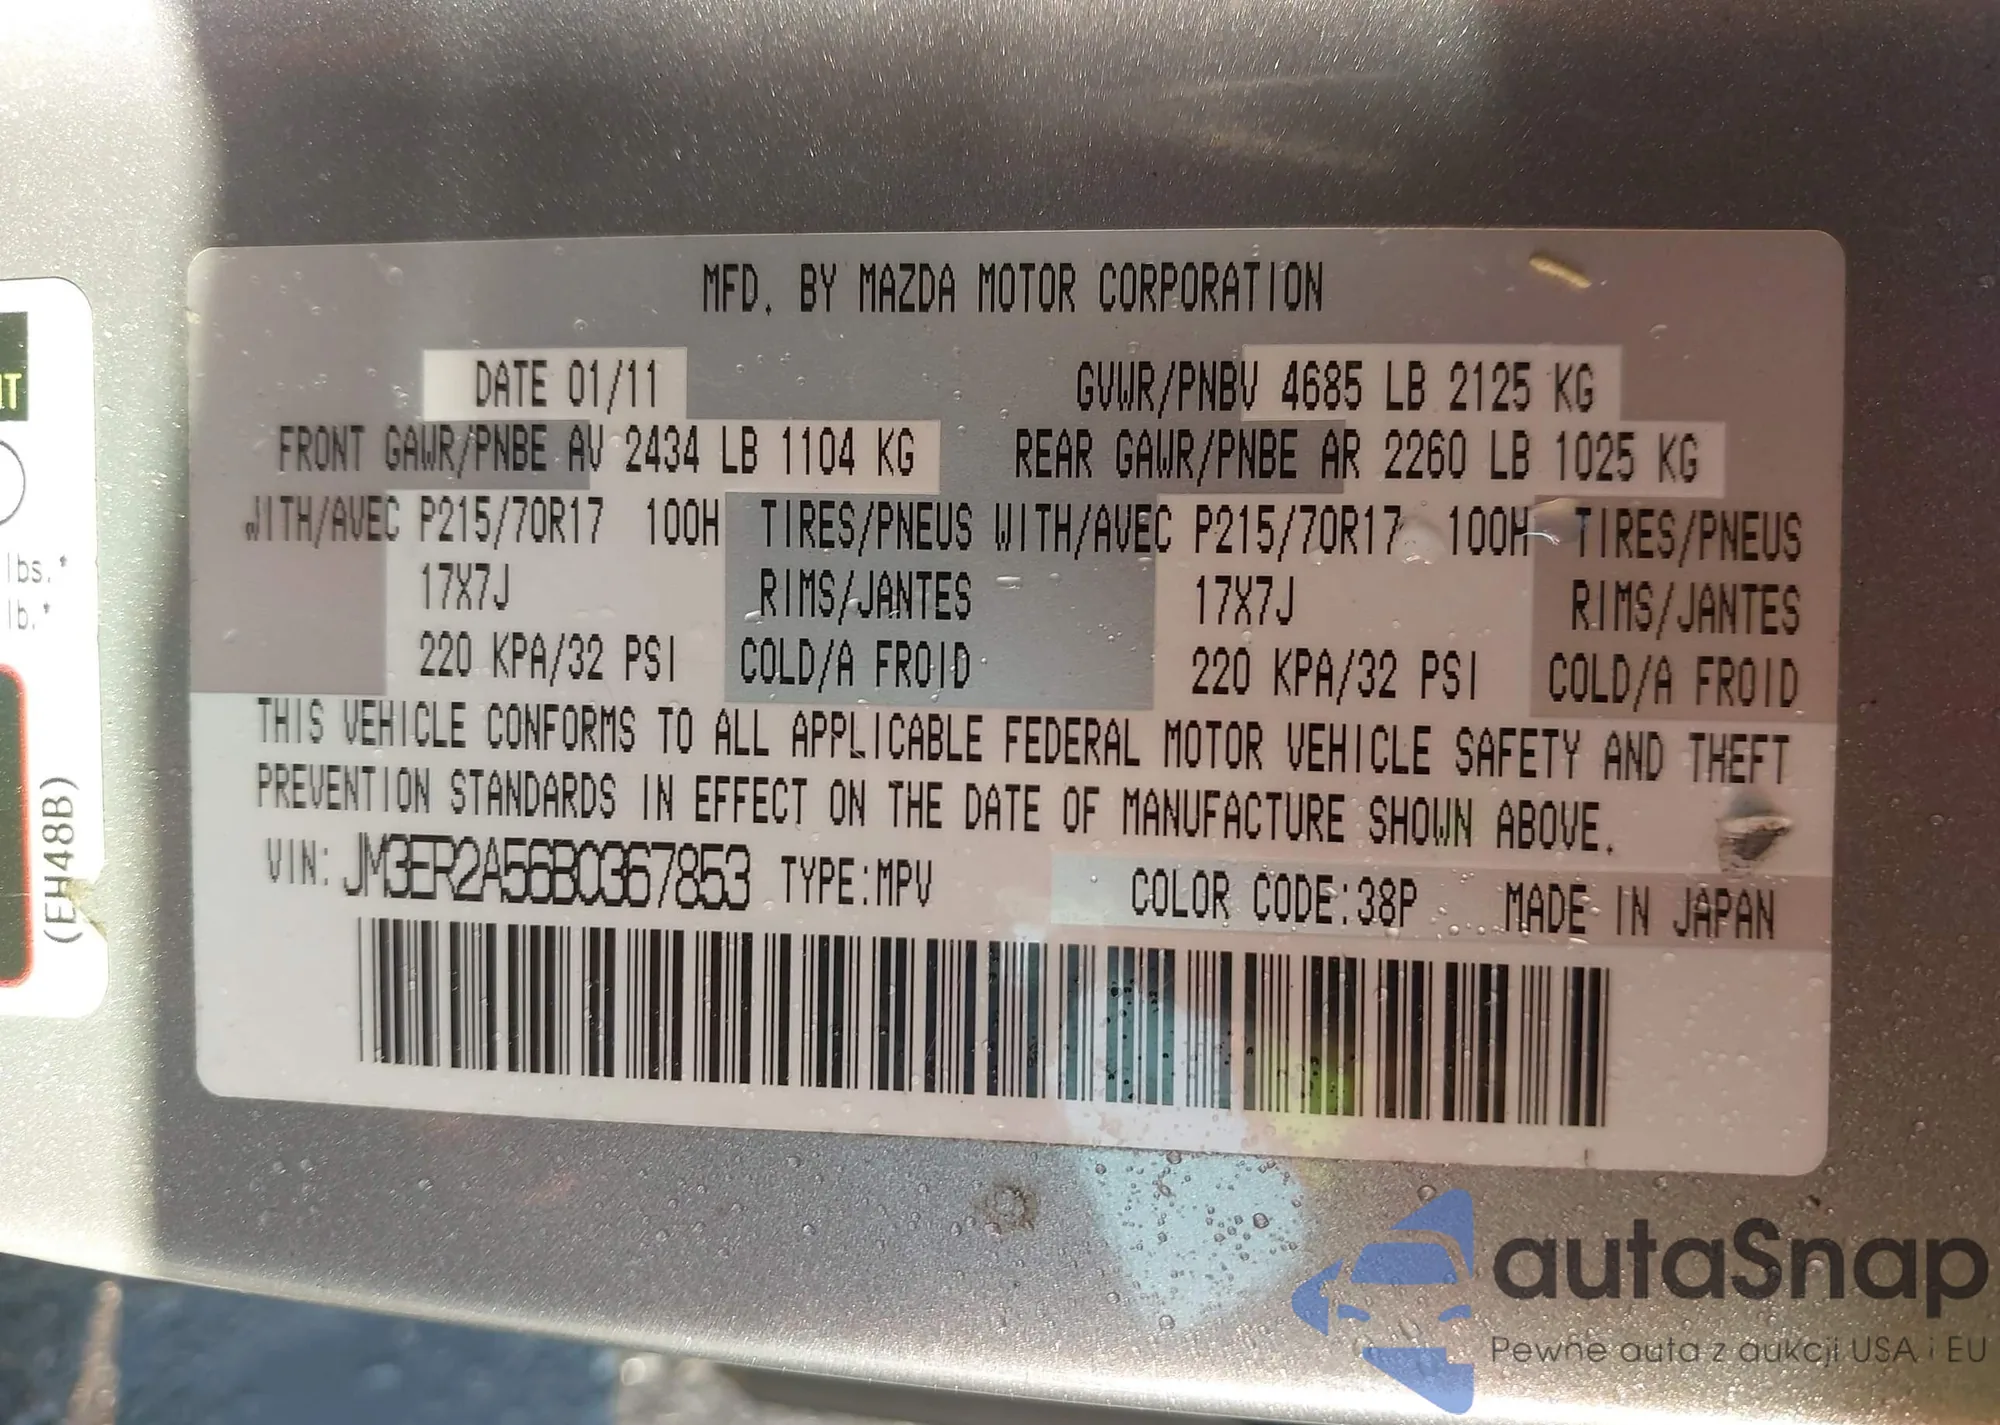 MFD. BY MAZDA MOTOR CORPORATION
DATE 01/11 GVWR/PNBV 4685 LB 2125 KG
FRONT GAWR/PNBE AV 2434 LB 1104 KG REAR GAWR/PNBE AR 2260 LB 1025 KG
WITH/AVEC P215/70R17 100H TIRES/PNEUS WITH/AVEC P215/70R17 100H TIRES/PNEUS
17X7J RIMS/JANTES 17X7J RIMS/JANTES
220 KPA/32 PSI COLD/A FROID 220 KPA/32 PSI COLD/A FROID
THIS VEHICLE CONFORMS TO ALL APPLICABLE FEDERAL MOTOR VEHICLE SAFETY AND THEFT
PREVENTION STANDARDS IN EFFECT ON THE DATE OF MANUFACTURE SHOWN ABOVE.
VIN: JM3ER2A56B0367853 TYPE:MPV COLOR CODE:38P MADE IN JAPAN
lbs.*
lb.*
(EH48B)
autaSnap
Pewne auta z aukcji USA i EU